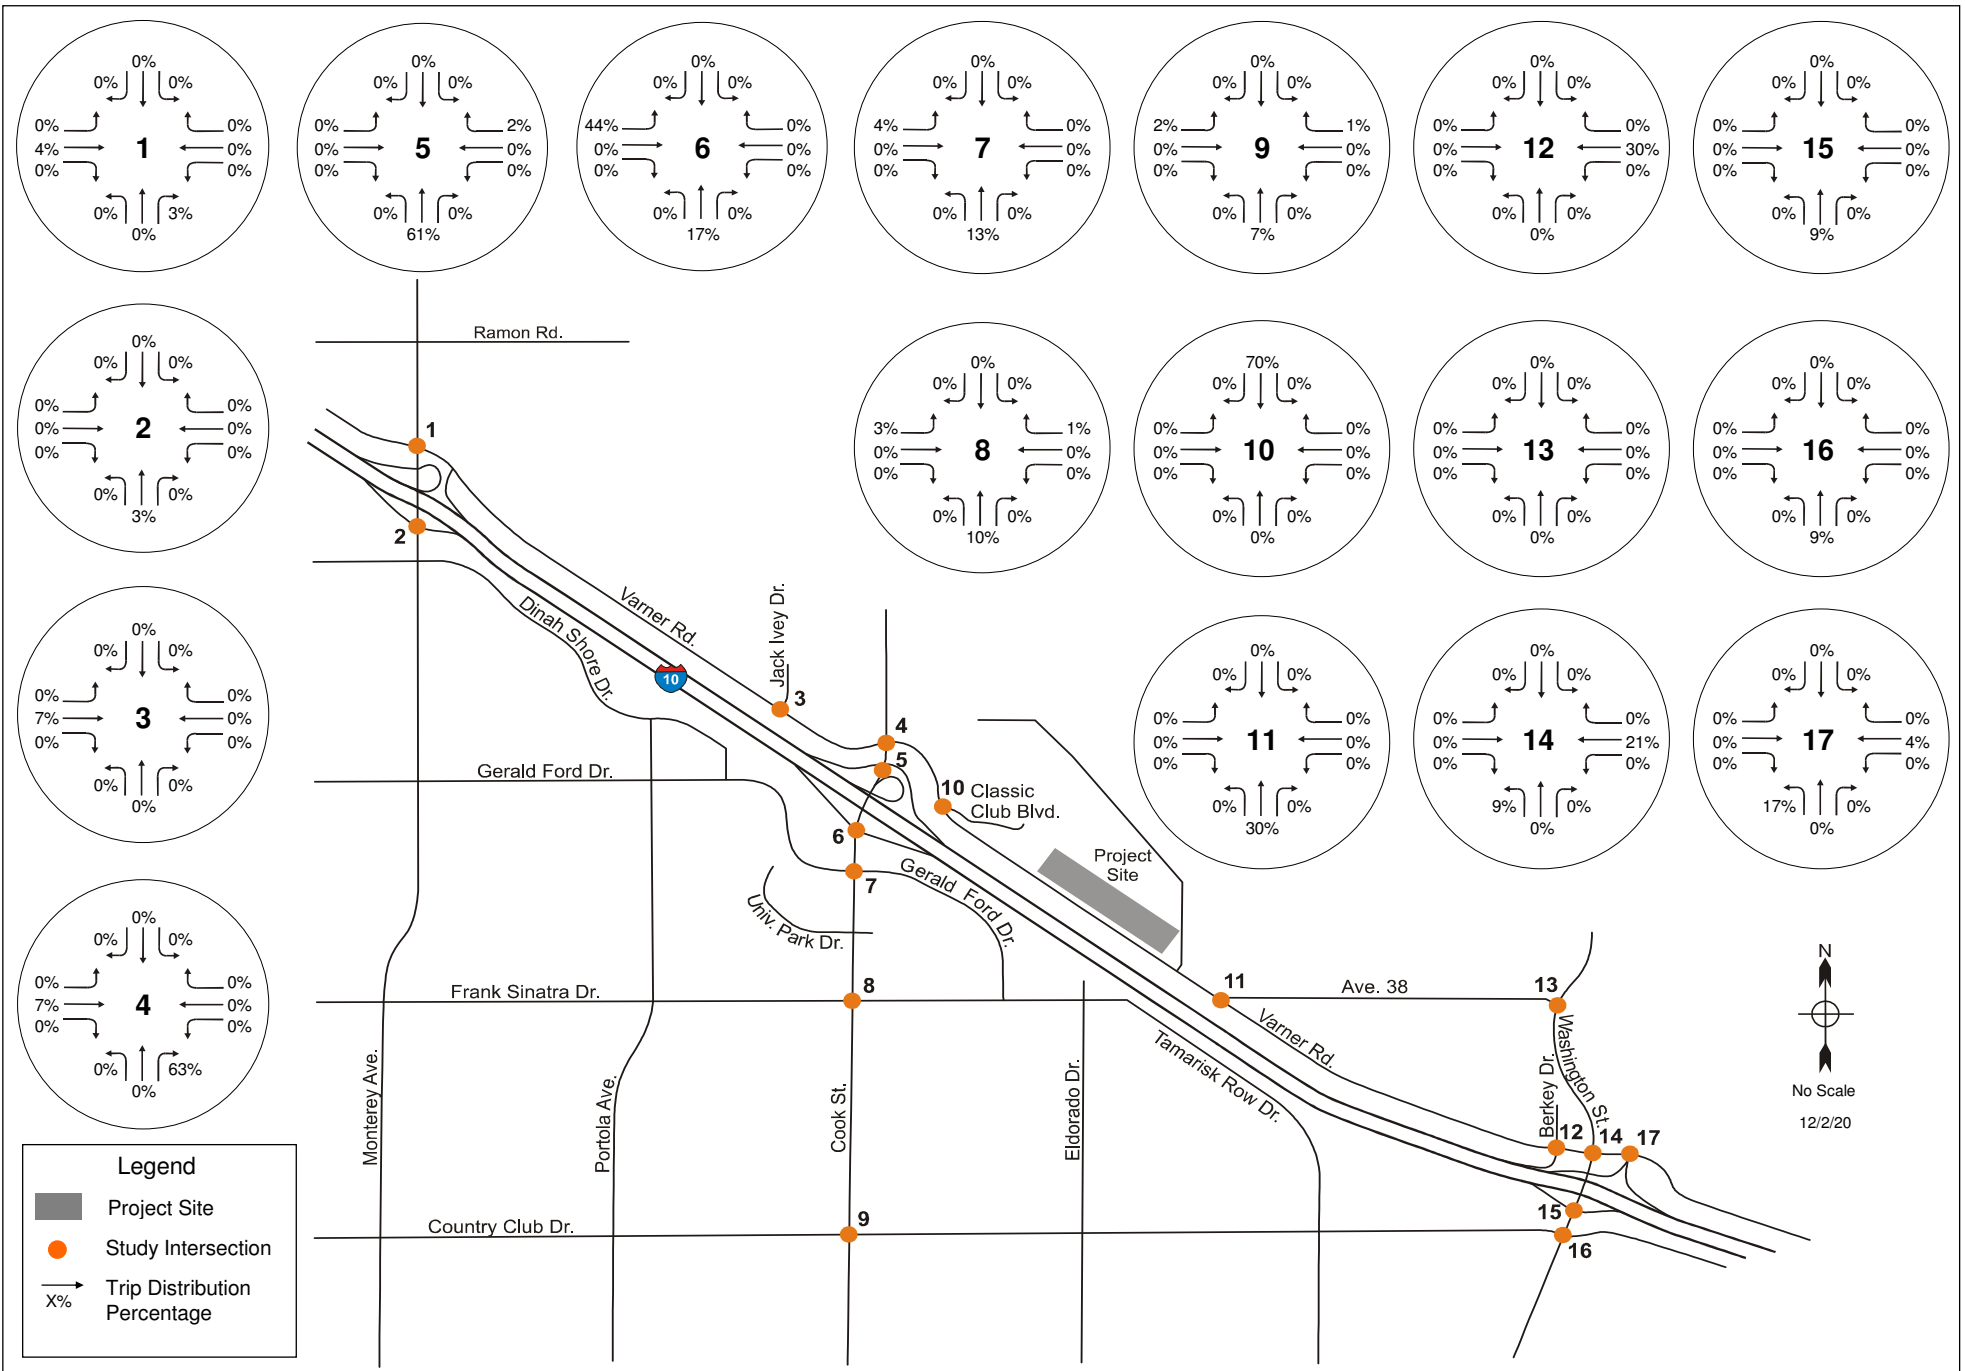 0%
0% 0%
0% 0%
4% 1 0%
0% 0%
0% 3%
0%
0%
0% 0%
0% 2%
0% 5 0%
0% 0%
0% 0%
61%
0%
0% 0%
44% 0%
0% 6 0%
0% 0%
0% 0%
17%
0%
0% 0%
4% 0%
0% 7 0%
0% 0%
0% 0%
13%
0%
0% 0%
2% 1%
0% 9 0%
0% 0%
0% 0%
7%
0%
0% 0%
0% 0%
0% 12 30%
0% 0%
0% 0%
0%
0%
0% 0%
0% 0%
0% 15 0%
0% 0%
0% 0%
9%
0%
0% 0%
0% 0%
0% 2 0%
0% 0%
0% 0%
3%
0%
0% 0%
3% 1%
0% 8 0%
0% 0%
0% 0%
10%
70%
0% 0%
0% 0%
0% 10 0%
0% 0%
0% 0%
0%
0%
0% 0%
0% 0%
0% 13 0%
0% 0%
0% 0%
0%
0%
0% 0%
0% 0%
0% 16 0%
0% 0%
0% 0%
9%
0%
0% 0%
0% 0%
7% 3 0%
0% 0%
0% 0%
0%
0%
0% 0%
0% 0%
0% 11 0%
0% 0%
0% 0%
30%
0%
0% 0%
0% 0%
0% 14 21%
0% 0%
9% 0%
0%
0%
0% 0%
0% 0%
0% 17 4%
0% 0%
17% 0%
0%
0%
0% 0%
0% 0%
7% 4 0%
0% 0%
0% 63%
0%
Ramon Rd.
1
2
Varner Rd.
Dinah Shore Dr.
10
Jack Ivey Dr.
3
4
5
Gerald Ford Dr.
10
Classic
Club Blvd.
6
7
Gerald Ford Dr.
Project
Site
Univ. Park Dr.
Frank Sinatra Dr.
8
11
Ave. 38
13
Varner Rd.
Tamarisk Row Dr.
Washington St.
Berkey Dr.
Monterey Ave.
Portola Ave.
Cook St.
Eldorado Dr.
12
14
17
15
16
Country Club Dr.
9
N
No Scale
12/2/20
Legend
Project Site
Study Intersection
Trip Distribution
Percentage
X%